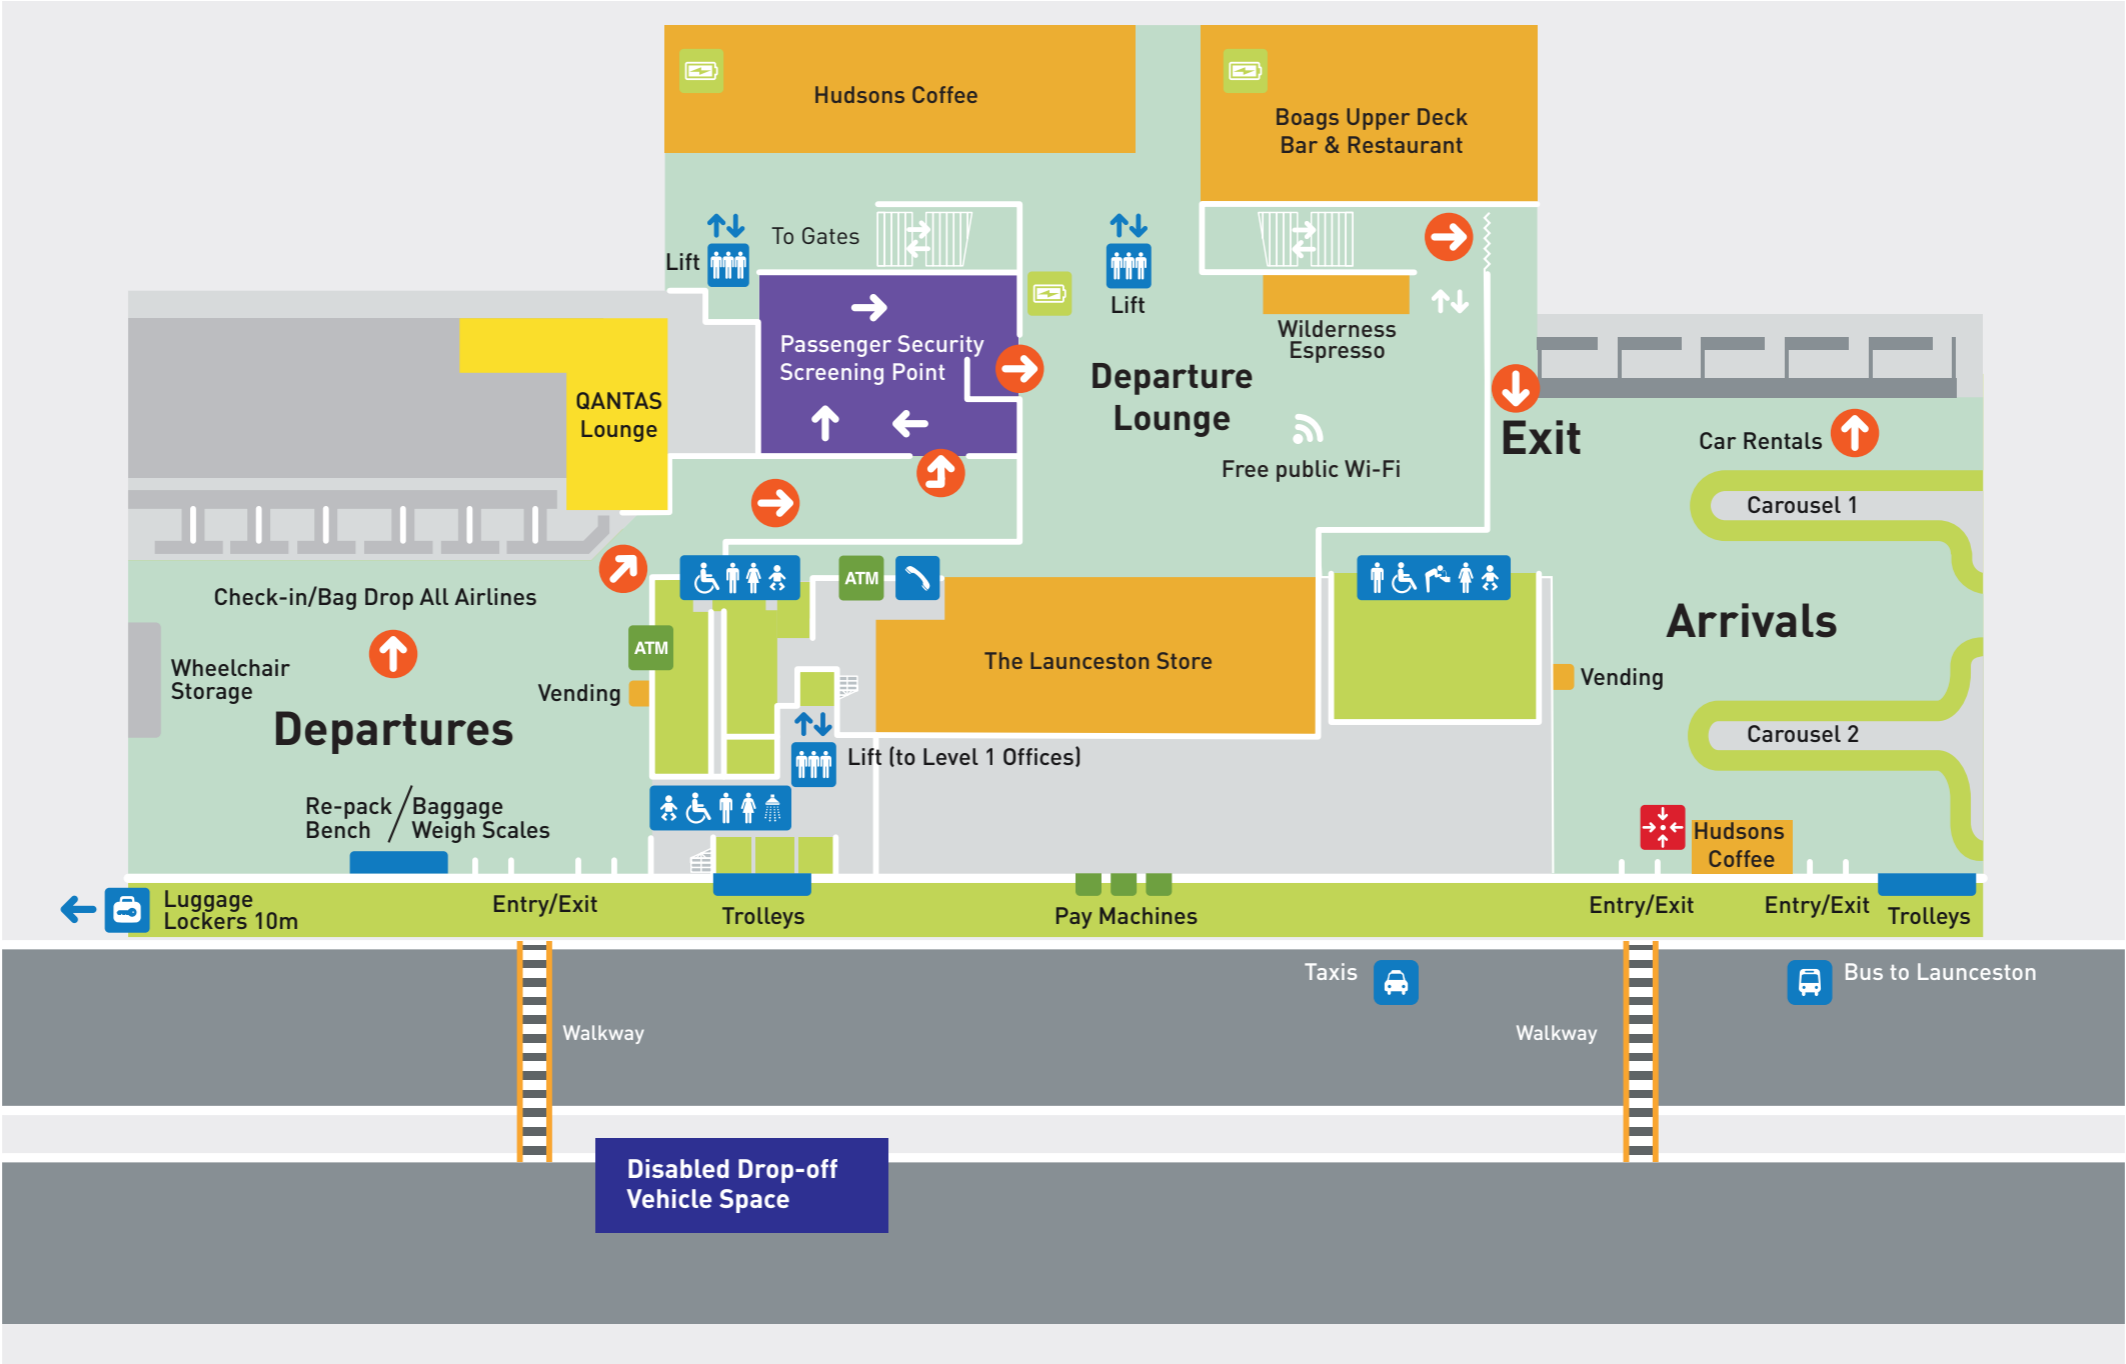 Hudsons Coffee
Boags Upper Deck
Bar & Restaurant
To Gates
Lift
Lift
Wilderness
Espresso
Passenger Security
Screening Point
Departure
Lounge
QANTAS
Lounge
Exit
Car Rentals
Free public Wi-Fi
Carousel 1
Check-in/Bag Drop All Airlines
ATM
ATM
Arrivals
Wheelchair
Storage
Vending
The Launceston Store
Vending
Departures
Carousel 2
Lift (to Level 1 Offices)
Re-pack
Bench
/
Baggage
Weigh Scales
Hudsons
Coffee
Luggage
Lockers 10m
Entry/Exit
Trolleys
Pay Machines
Entry/Exit
Entry/Exit
Trolleys
Taxis
Bus to Launceston
Walkway
Walkway
Disabled Drop-off
Vehicle Space